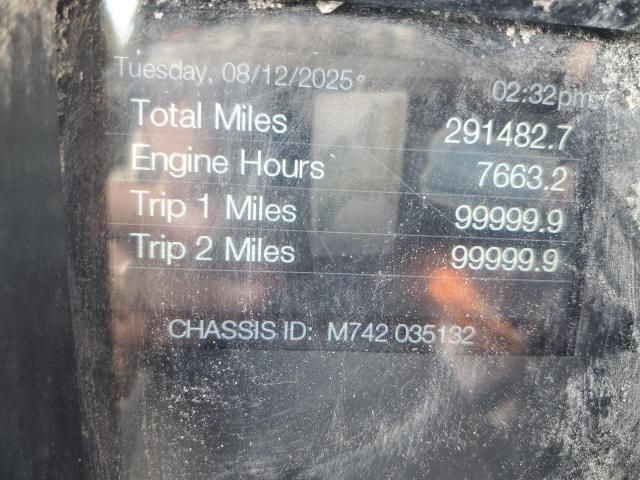 Tuesday, 08/12/2025 02:32pm
Total Miles 291482.7
Engine Hours 7663.2
Trip 1 Miles 99999.9
Trip 2 Miles 99999.9
CHASSIS ID: M742 035132